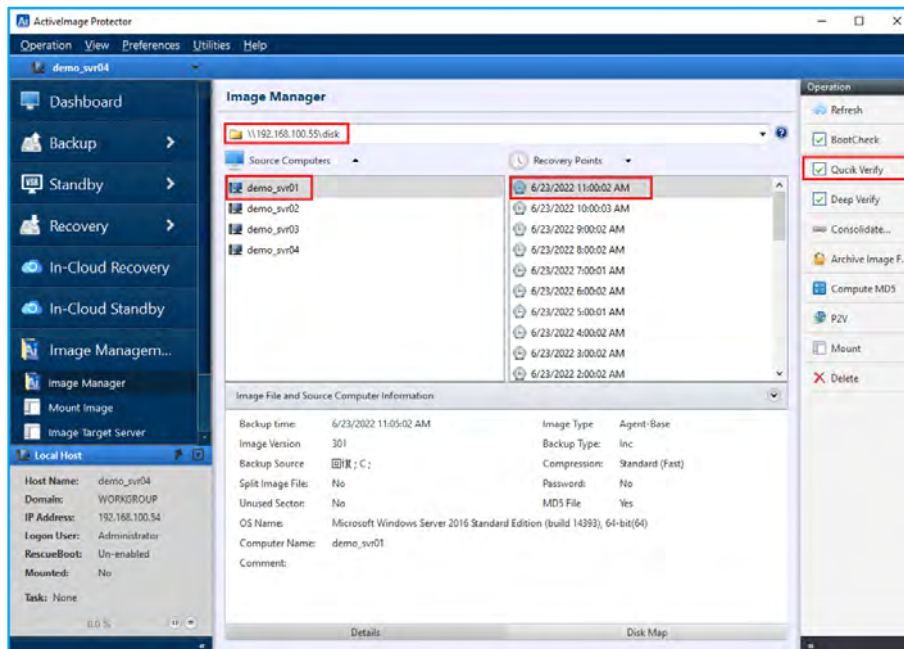 ActiveImage Protector
Operation View Preferences Utilities Help
demo_svr04
Dashboard
Backup
Standby
Recovery
In-Cloud Recovery
In-Cloud Standby
Image Managem...
Image Manager
Mount Image
Image Target Server
Local Host
Host Name: demo_svr04
Domain: WORKGROUP
IP Address: 192.168.100.54
Logon User: Administrator
RescueBoot: Un-enabled
Mounted: No
Task: None
0.0 %
Image Manager
\\192.168.100.55\disk
Source Computers
demo_svr01
demo_svr02
demo_svr03
demo_svr04
Recovery Points
6/23/2022 11:00:02 AM
6/23/2022 10:00:03 AM
6/23/2022 9:00:02 AM
6/23/2022 8:00:02 AM
6/23/2022 7:00:01 AM
6/23/2022 6:00:02 AM
6/23/2022 5:00:01 AM
6/23/2022 4:00:02 AM
6/23/2022 3:00:02 AM
6/23/2022 2:00:02 AM
Image File and Source Computer Information
Backup time: 6/23/2022 11:05:02 AM
Image Version 301
Backup Source ; C ;
Split Image File: No
Unused Sector: No
OS Name: Microsoft Windows Server 2016 Standard Edition (build 14393), 64-bit(64)
Computer Name: demo_svr01
Comment:
Image Type Agent-Base
Backup Type: Inc
Compression: Standard (Fast)
Password: No
MD5 File Yes
Details
Disk Map
Operation
Refresh
BootCheck
Qucik Verify
Deep Verify
Consolidate...
Archive Image F..
Compute MD5
P2V
Mount
Delete